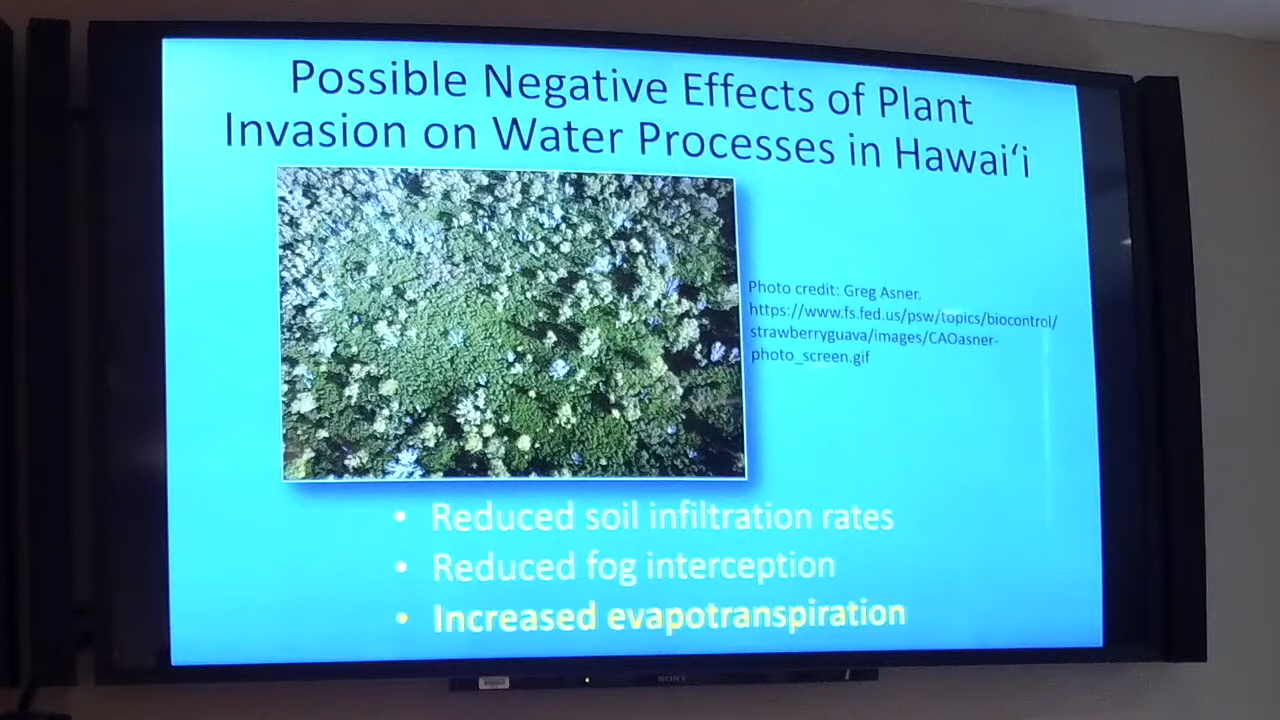 Possible Negative Effects of Plant
Invasion on Water Processes in Hawaiʻi
Photo credit: Greg Asner.
https://www.fs.fed.us/psw/topics/biocontrol/
strawberryguava/images/CAOasner-
photo_screen.gif
• Reduced soil infiltration rates
• Reduced fog interception
• Increased evapotranspiration
SONY